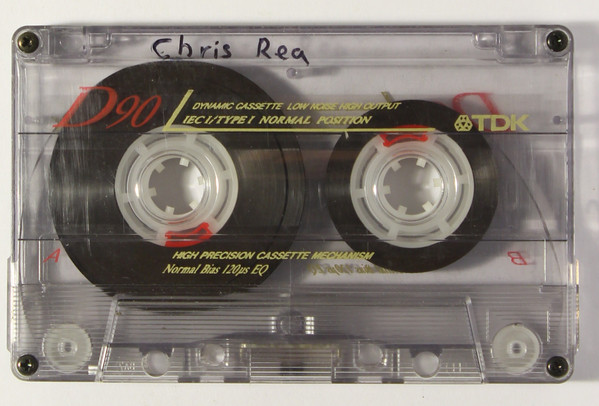 Chris Rea
D90
DYNAMIC CASSETTE LOW NOISE HIGH OUTPUT
IEC I/TYPE I NORMAL POSITION
TDK
A
B
HIGH PRECISION CASSETTE MECHANISM
Normal Bias 120µs EQ